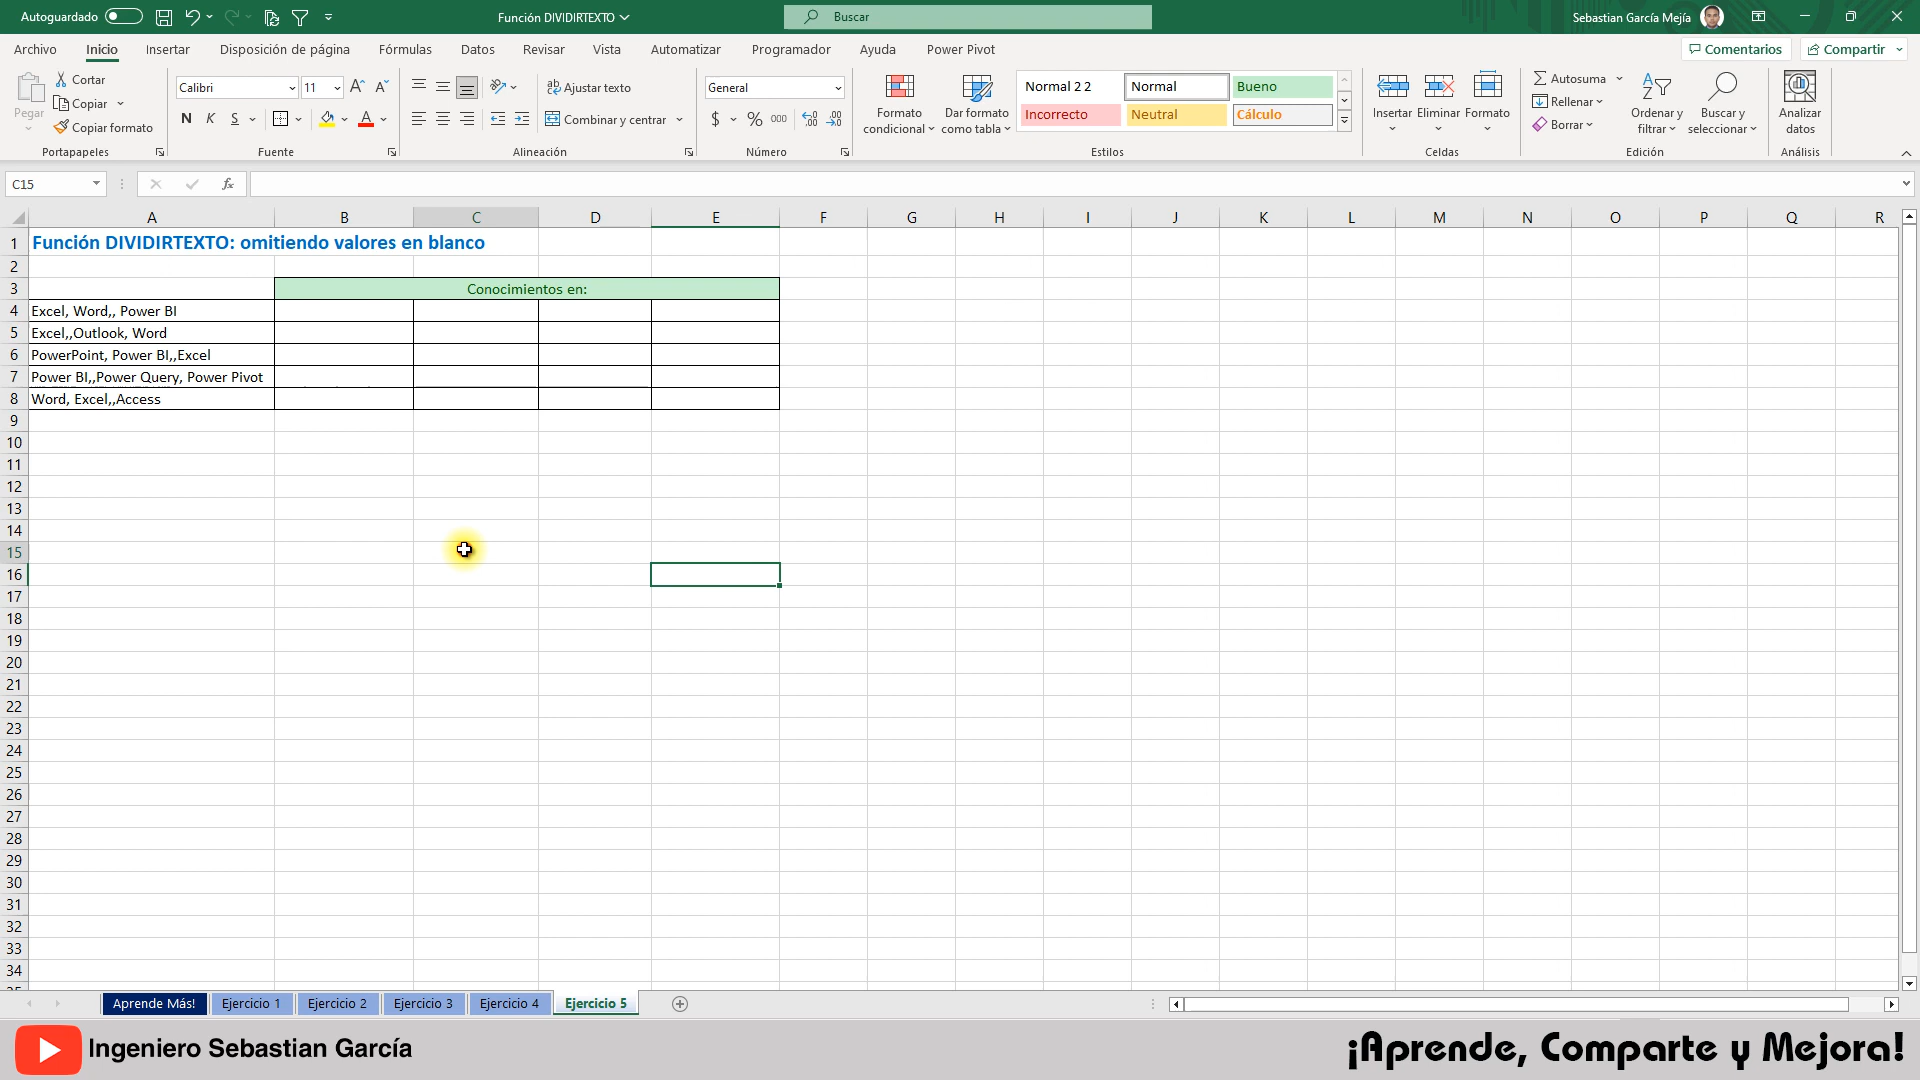 Autoguardado
Función DIVIDIRTEXTO
Buscar
Sebastian García Mejía
Archivo Inicio Insertar Disposición de página Fórmulas Datos Revisar Vista Automatizar Programador Ayuda Power Pivot
Comentarios
Compartir
Pegar
Cortar
Copiar
Copiar formato
Portapapeles
Calibri
11
N K S
Fuente
Ajustar texto
Combinar y centrar
Alineación
General
$ % 000
Número
Formato condicional
Dar formato como tabla
Normal 2 2
Normal
Bueno
Incorrecto
Neutral
Cálculo
Estilos
Insertar
Eliminar
Formato
Celdas
Autosuma
Rellenar
Borrar
Ordenar y filtrar
Buscar y seleccionar
Edición
Analizar datos
Análisis
C15
fx
A B C D E F G H I J K L M N O P Q R
1 Función DIVIDIRTEXTO: omitiendo valores en blanco
2
3 Conocimientos en:
4 Excel, Word,, Power BI
5 Excel,,Outlook, Word
6 PowerPoint, Power BI,,Excel
7 Power BI,,Power Query, Power Pivot
8 Word, Excel,,Access
9
10
11
12
13
14
15
16
17
18
19
20
21
22
23
24
25
26
27
28
29
30
31
32
33
34
Aprende Más! Ejercicio 1 Ejercicio 2 Ejercicio 3 Ejercicio 4 Ejercicio 5
Ingeniero Sebastian García
¡Aprende, Comparte y Mejora!